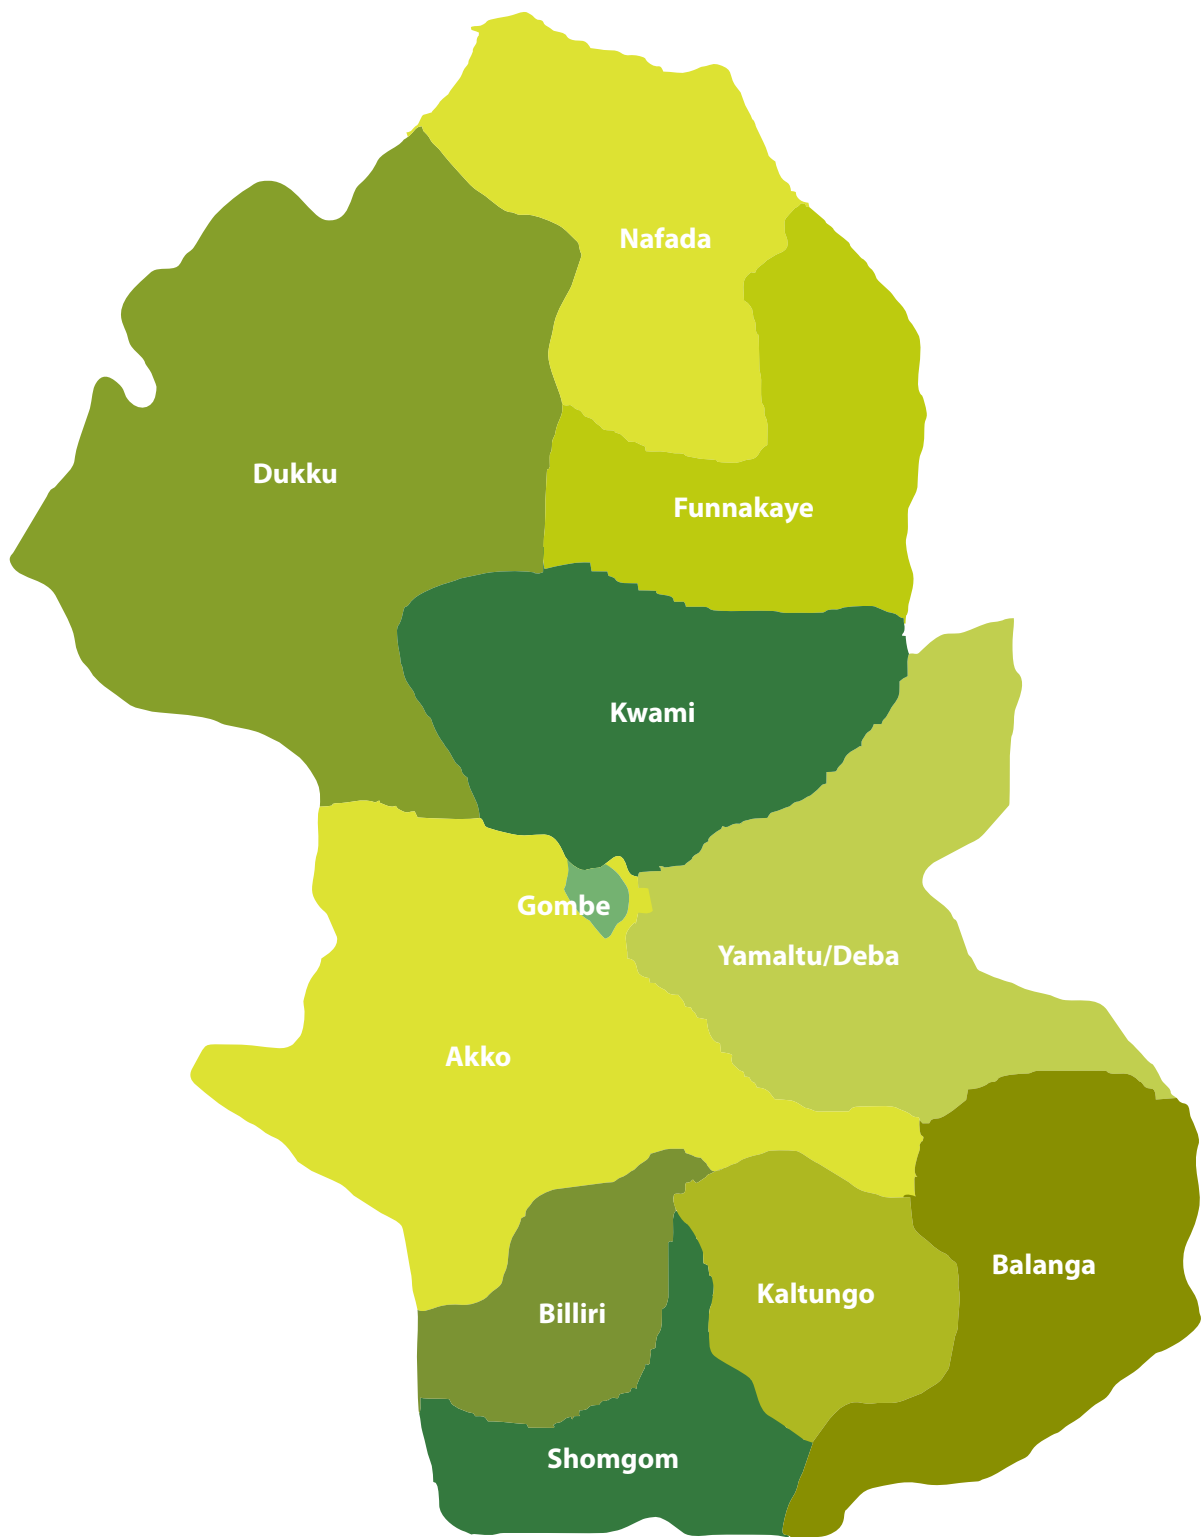 Nafada
Dukku
Funnakaye
Kwami
Gombe
Yamaltu/Deba
Akko
Balanga
Kaltungo
Billiri
Shomgom